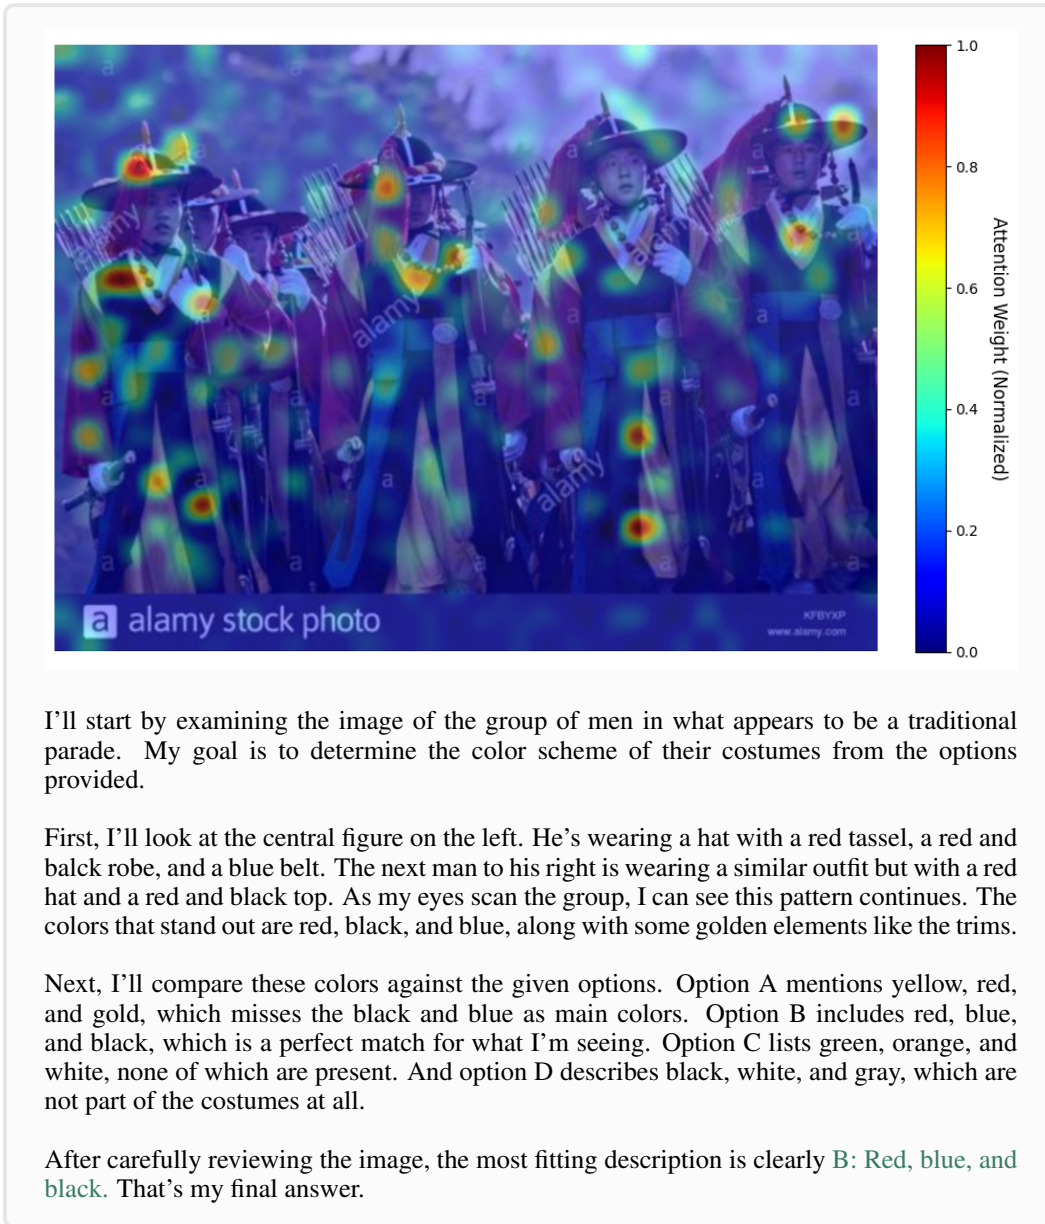 1.0
0.8
0.6
0.4
0.2
0.0
Attention Weight (Normalized)
a
a
a
a
a
alamy
a
alamy
a
alamy
a
a
a
a
a
a
a
a
alamy
a
a
a
a
a
a alamy stock photo
KFBYXP
www.alamy.com
I'll start by examining the image of the group of men in what appears to be a traditional
parade. My goal is to determine the color scheme of their costumes from the options
provided.
First, I'll look at the central figure on the left. He's wearing a hat with a red tassel, a red and
balck robe, and a blue belt. The next man to his right is wearing a similar outfit but with a red
hat and a red and black top. As my eyes scan the group, I can see this pattern continues. The
colors that stand out are red, black, and blue, along with some golden elements like the trims.
Next, I'll compare these colors against the given options. Option A mentions yellow, red,
and gold, which misses the black and blue as main colors. Option B includes red, blue,
and black, which is a perfect match for what I'm seeing. Option C lists green, orange, and
white, none of which are present. And option D describes black, white, and gray, which are
not part of the costumes at all.
After carefully reviewing the image, the most fitting description is clearly B: Red, blue, and
black. That's my final answer.